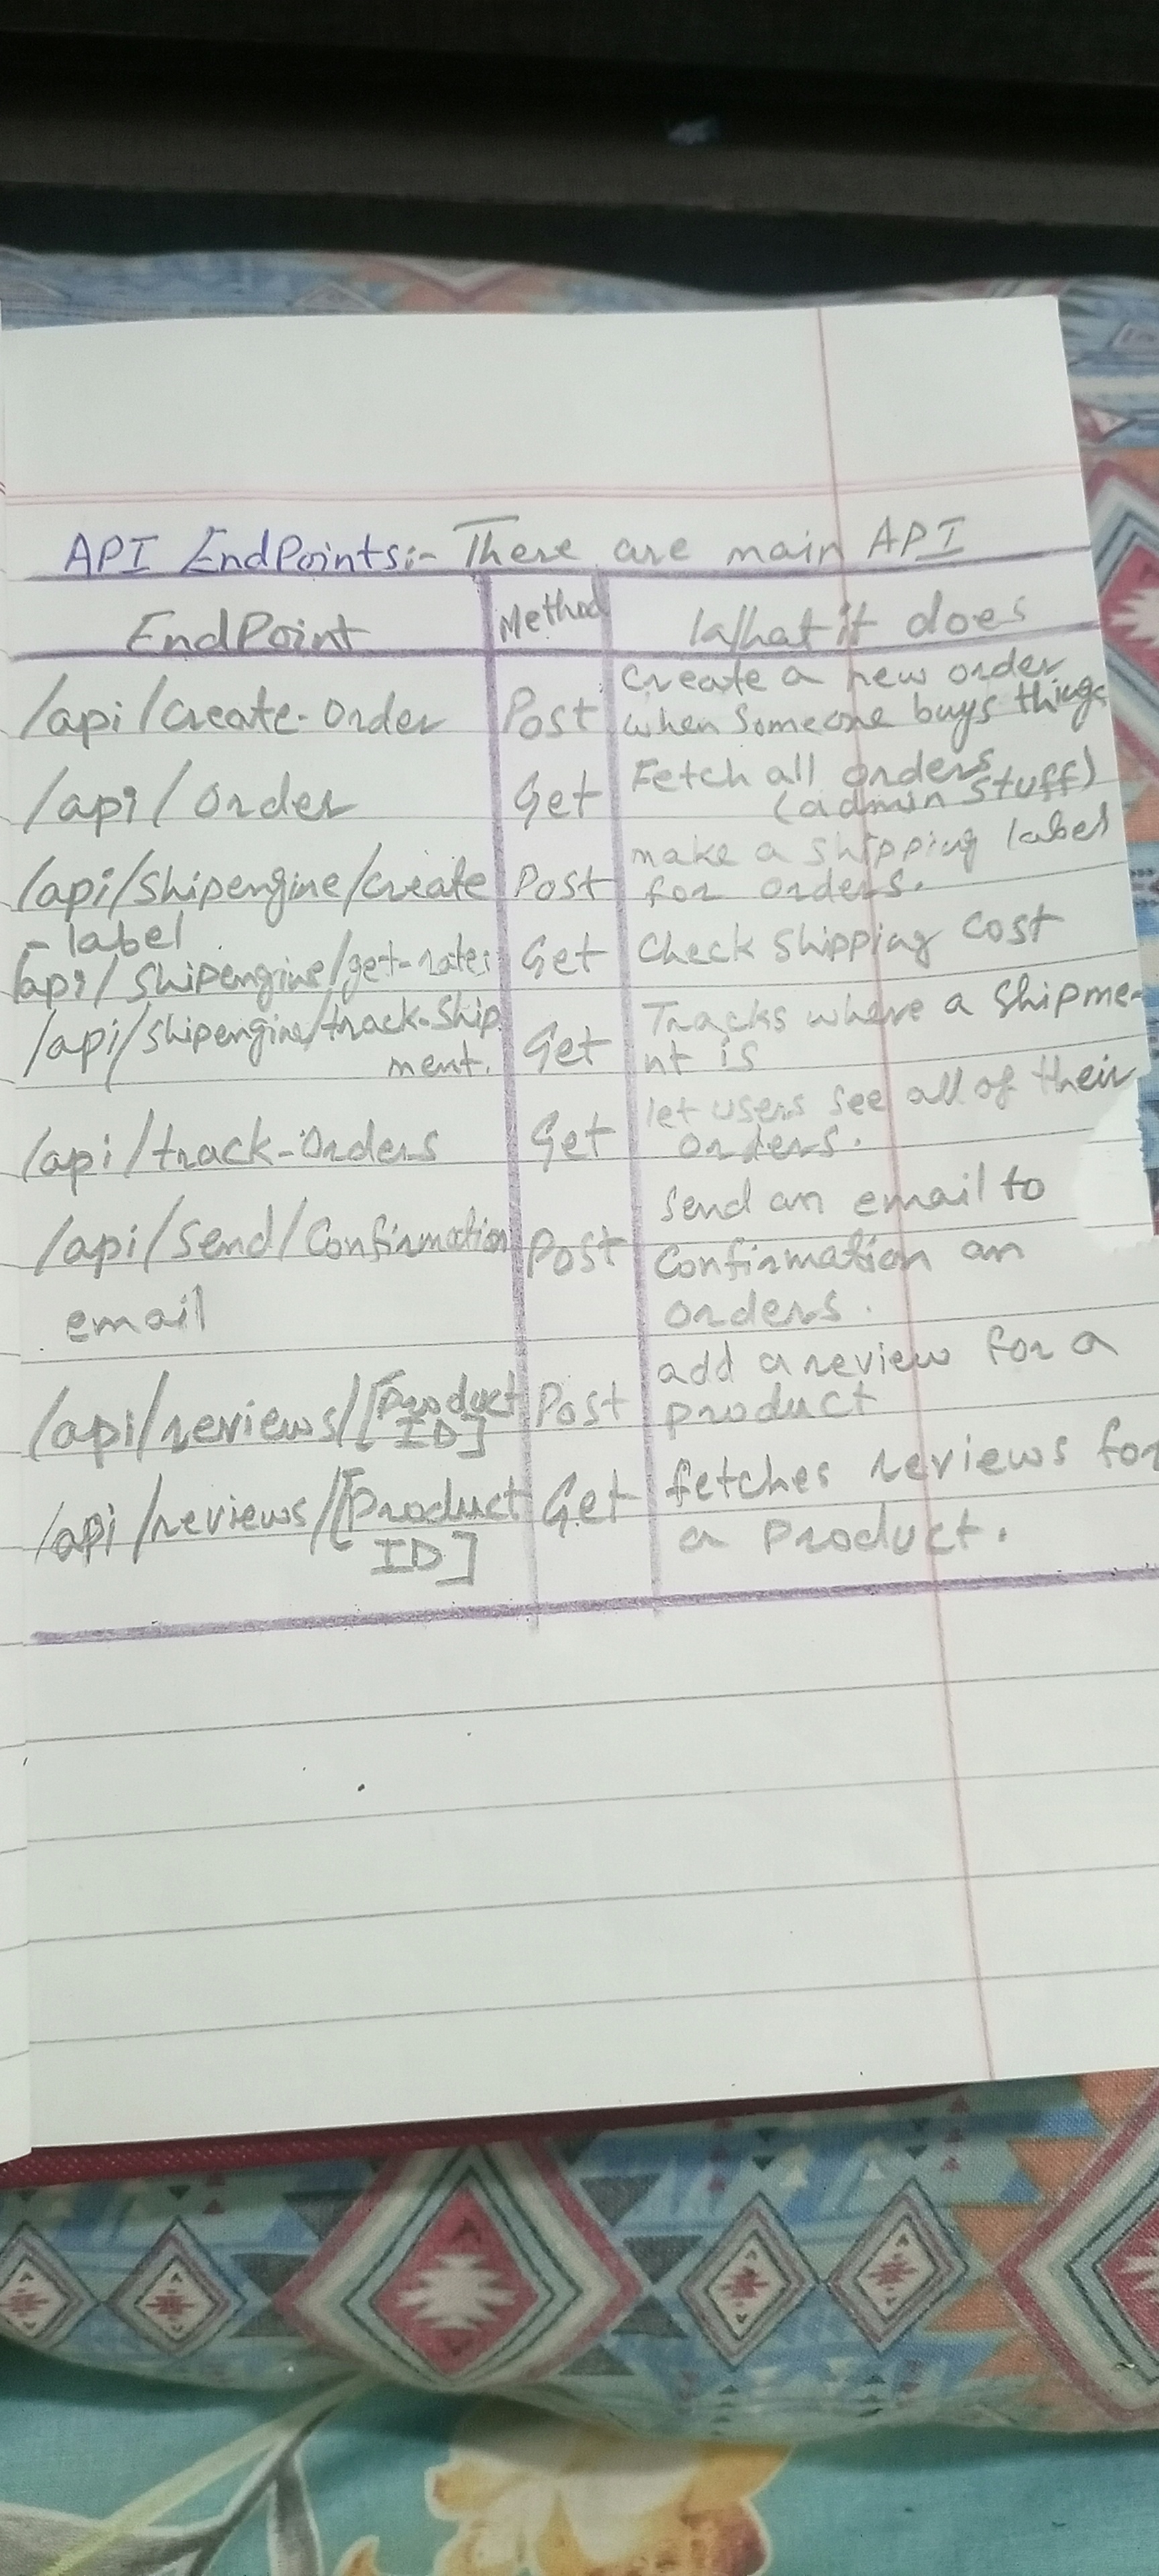 API EndPoints:- There are main API
EndPoint Method What it does
/api/create-order Post create a new order
when someone buys things
/api/order Get Fetch all orders
(admin stuff)
/api/shipengine/create Post make a shipping label
-label for orders.
/api/shipengine/get-rates Get Check shipping cost
/api/shipengine/track-ship Get Tracks where a shipme-
ment. nt is
/api/track-orders Get let users see all of their
orders.
/api/send/Confirmation Post Send an email to
email Confirmation an
orders.
/api/reviews/[Product Post add a review for a
ID] product
/api/reviews/[Product Get fetches reviews for
ID] a product.